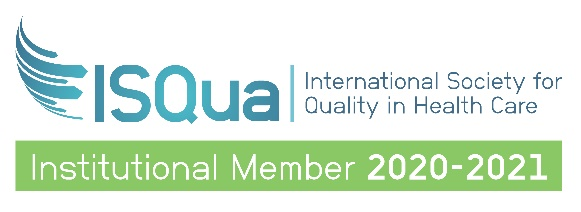 ISQua
International Society for
Quality in Health Care
Institutional Member 2020-2021